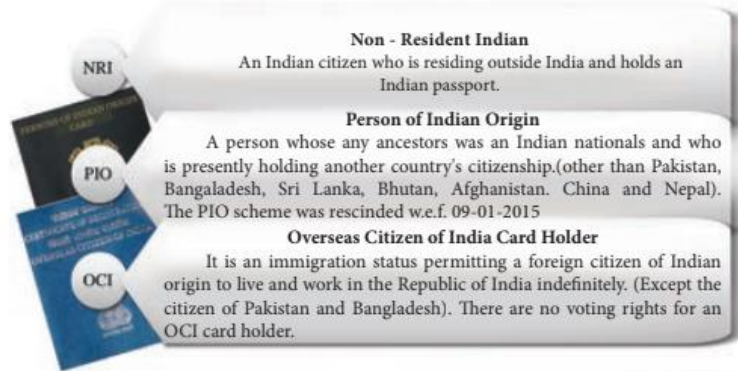 Non - Resident Indian
NRI
An Indian citizen who is residing outside India and holds an
Indian passport.
PERSONS OF INDIAN ORIGIN
CARD
Person of Indian Origin
PIO
A person whose any ancestors was an Indian nationals and who
is presently holding another country's citizenship.(other than Pakistan,
Bangaladesh, Sri Lanka, Bhutan, Afghanistan. China and Nepal).
The PIO scheme was rescinded w.e.f. 09-01-2015
Overseas Citizen of India Card Holder
OCI
It is an immigration status permitting a foreign citizen of Indian
origin to live and work in the Republic of India indefinitely. (Except the
citizen of Pakistan and Bangladesh). There are no voting rights for an
OCI card holder.